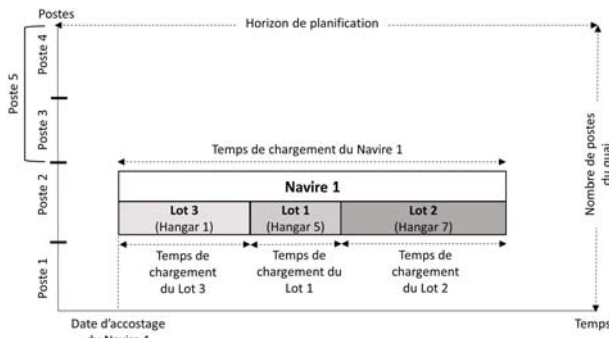 Postes
Horizon de planification
Poste 5
Poste 4
Poste 3
Poste 2
Poste 1
Nombre de postes
du quai
Temps de chargement du Navire 1
Navire 1
Lot 3
(Hangar 1)
Lot 1
(Hangar 5)
Lot 2
(Hangar 7)
Temps de
chargement
du Lot 3
Temps de
chargement du
Lot 1
Temps de
chargement
du Lot 2
Date d'accostage
du Navire 1
Temps